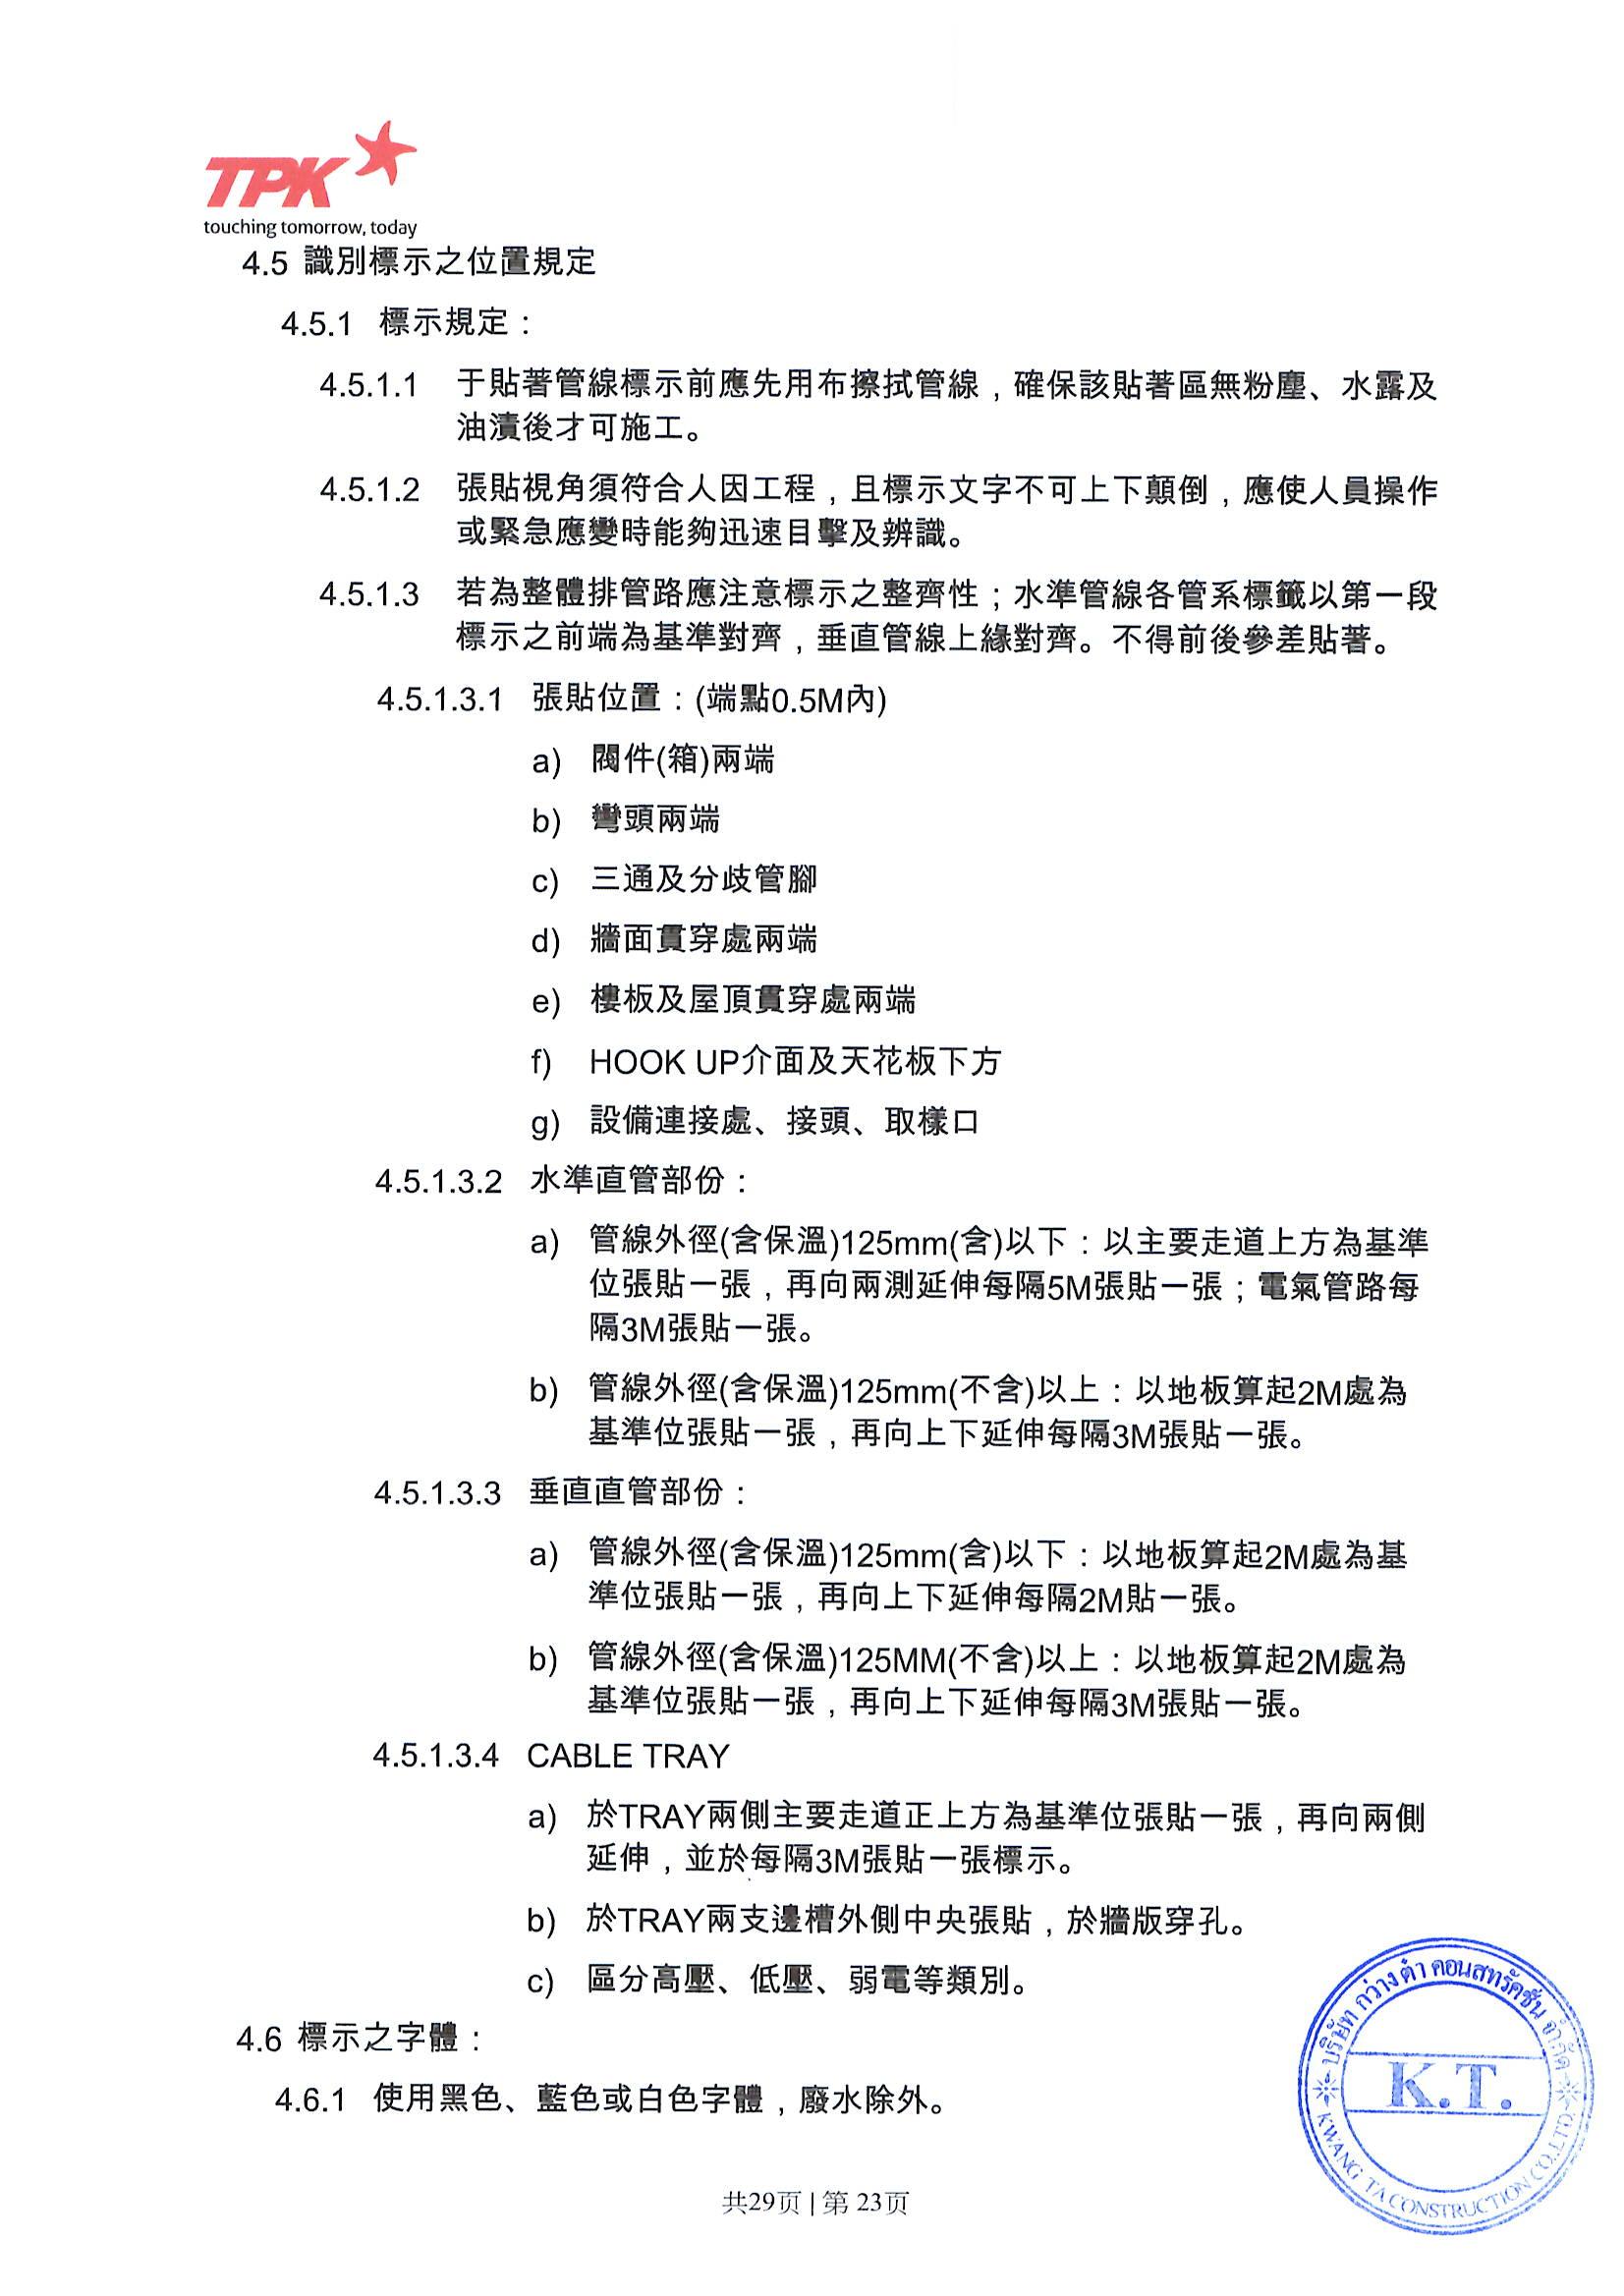 TPK
touching tomorrow, today
4.5 識別標示之位置規定
4.5.1 標示規定：
4.5.1.1 于貼著管線標示前應先用布擦拭管線，確保該貼著區無粉塵、水露及
油漬後才可施工。
4.5.1.2 張貼視角須符合人因工程，且標示文字不可上下顛倒，應使人員操作
或緊急應變時能夠迅速目擊及辨識。
4.5.1.3 若為整體排管路應注意標示之整齊性；水準管線各管系標籤以第一段
標示之前端為基準對齊，垂直管線上緣對齊。不得前後參差貼著。
4.5.1.3.1 張貼位置：(端點0.5M內)
a) 閥件(箱)兩端
b) 彎頭兩端
c) 三通及分歧管腳
d) 牆面貫穿處兩端
e) 樓板及屋頂貫穿處兩端
f) HOOK UP介面及天花板下方
g) 設備連接處、接頭、取樣口
4.5.1.3.2 水準直管部份：
a) 管線外徑(含保溫)125mm(含)以下：以主要走道上方為基準
位張貼一張，再向兩測延伸每隔5M張貼一張；電氣管路每
隔3M張貼一張。
b) 管線外徑(含保溫)125mm(不含)以上：以地板算起2M處為
基準位張貼一張，再向上下延伸每隔3M張貼一張。
4.5.1.3.3 垂直直管部份：
a) 管線外徑(含保溫)125mm(含)以下：以地板算起2M處為基
準位張貼一張，再向上下延伸每隔2M貼一張。
b) 管線外徑(含保溫)125MM(不含)以上：以地板算起2M處為
基準位張貼一張，再向上下延伸每隔3M張貼一張。
4.5.1.3.4 CABLE TRAY
a) 於TRAY兩側主要走道正上方為基準位張貼一張，再向兩側
延伸，並於每隔3M張貼一張標示。
b) 於TRAY兩支邊槽外側中央張貼，於牆版穿孔。
c) 區分高壓、低壓、弱電等類別。
4.6 標示之字體：
4.6.1 使用黑色、藍色或白色字體，廢水除外。
บริษัท กว่างต๋า คอนสทรัคชั่น จำกัด
K.T.
KWANG TA CONSTRUCTION CO.,LTD.
共29页 | 第 23页